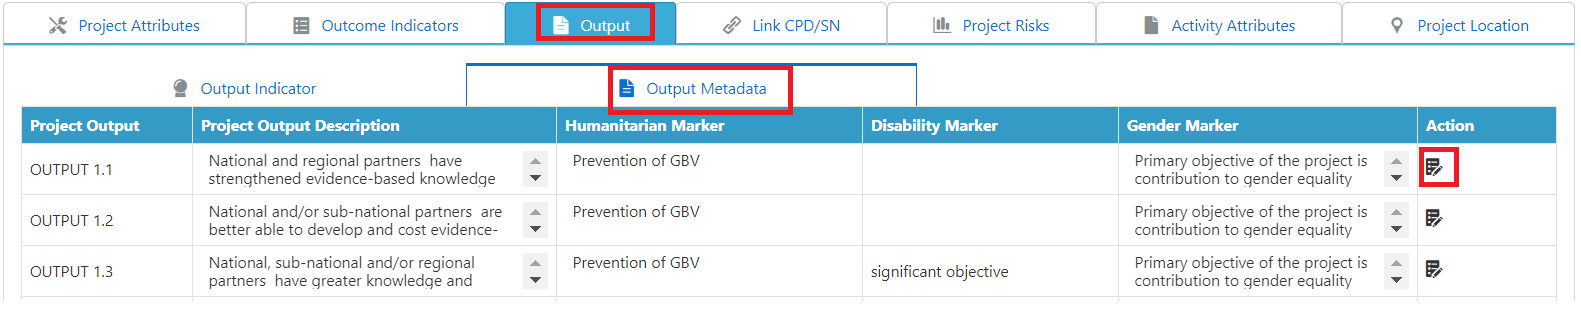 Project Attributes
Outcome Indicators
Output
Link CPD/SN
Project Risks
Activity Attributes
Project Location
Output Indicator
Output Metadata
Project Output
Project Output Description
Humanitarian Marker
Disability Marker
Gender Marker
Action
OUTPUT 1.1
National and regional partners have
strengthened evidence-based knowledge
Prevention of GBV
Primary objective of the project is
contribution to gender equality
OUTPUT 1.2
National and/or sub-national partners are
better able to develop and cost evidence-
Prevention of GBV
Primary objective of the project is
contribution to gender equality
OUTPUT 1.3
National, sub-national and/or regional
partners have greater knowledge and
Prevention of GBV
significant objective
Primary objective of the project is
contribution to gender equality